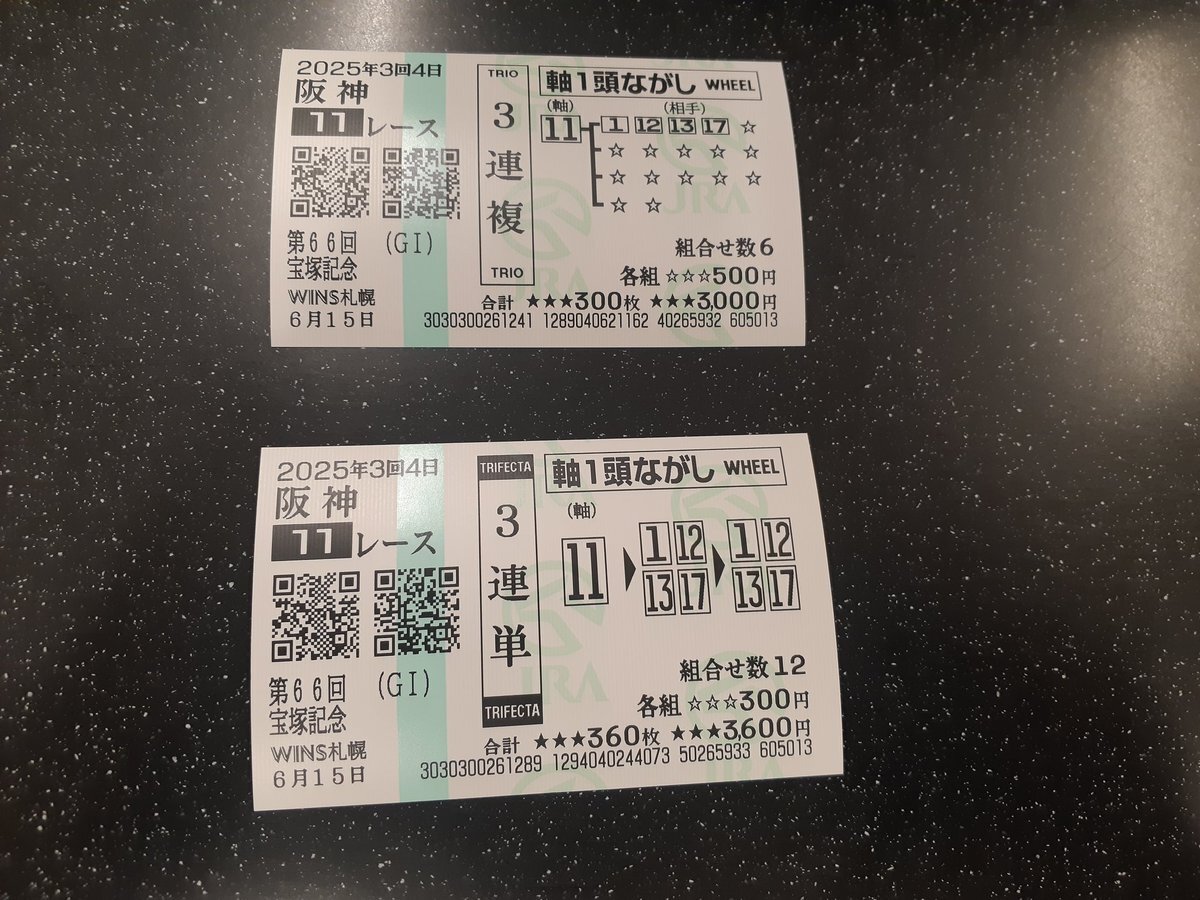 2025年3回4日
阪神
11レース
第66回 (GI)
宝塚記念
WINS札幌
6月15日
TRIO
3連複
TRIO
軸1頭ながし WHEEL
(軸) (相手)
11 1 12 13 17 ☆
☆ ☆ ☆ ☆ ☆
☆ ☆ ☆ ☆ ☆
☆ ☆
JRA
組合せ数6
各組 ☆☆☆500円
合計 ★★★300枚 ★★★3,000円
3030300261241 1289040621162 40265932 605013
2025年3回4日
阪神
11レース
第66回 (GI)
宝塚記念
WINS札幌
6月15日
TRIFECTA
3連単
TRIFECTA
軸1頭ながし WHEEL
(軸)
11 ▶ 1 12 ▶ 1 12
13 17 13 17
JRA
組合せ数12
各組 ☆☆☆300円
合計 ★★★360枚 ★★★3,600円
3030300261289 1294040244073 50265933 605013